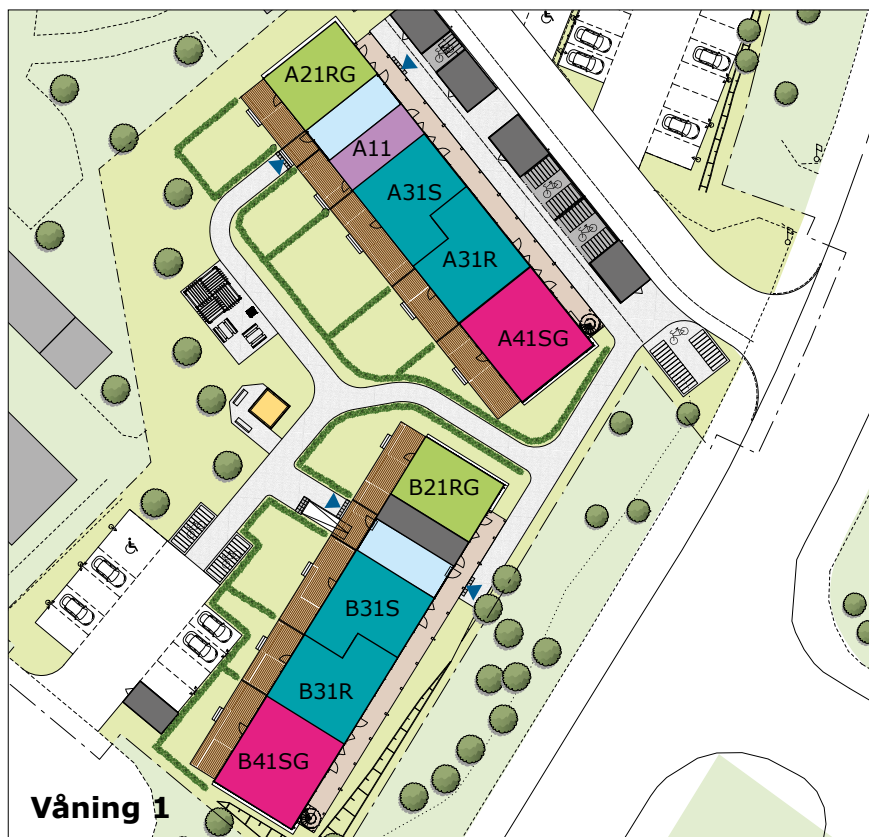 A21RG
A11
A31S
A31R
A41SG
B21RG
B31S
B31R
B41SG
Våning 1